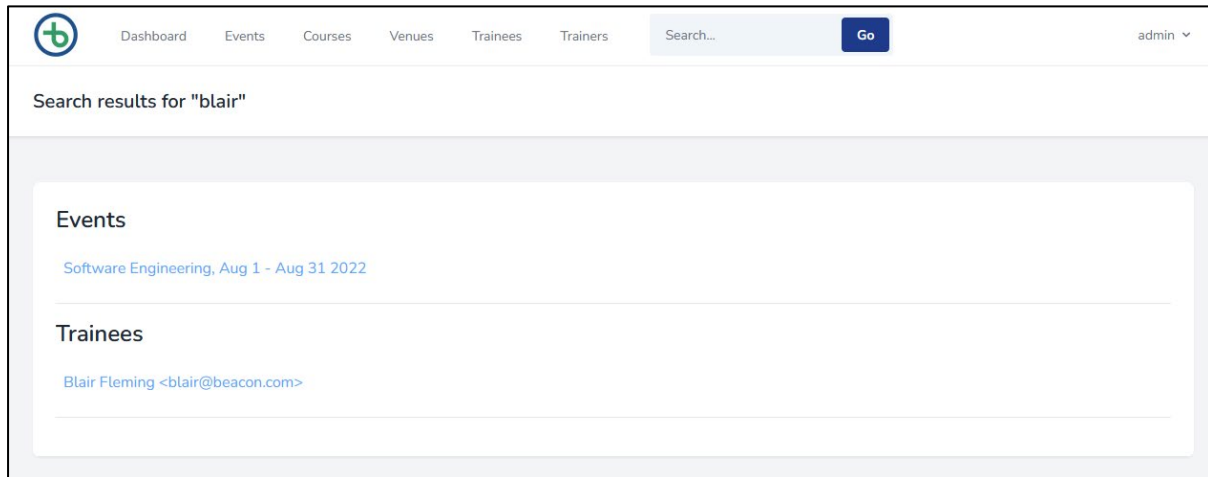 Dashboard Events Courses Venues Trainees Trainers Search... Go admin
Search results for "blair"
Events
Software Engineering, Aug 1 - Aug 31 2022
Trainees
Blair Fleming <blair@beacon.com>